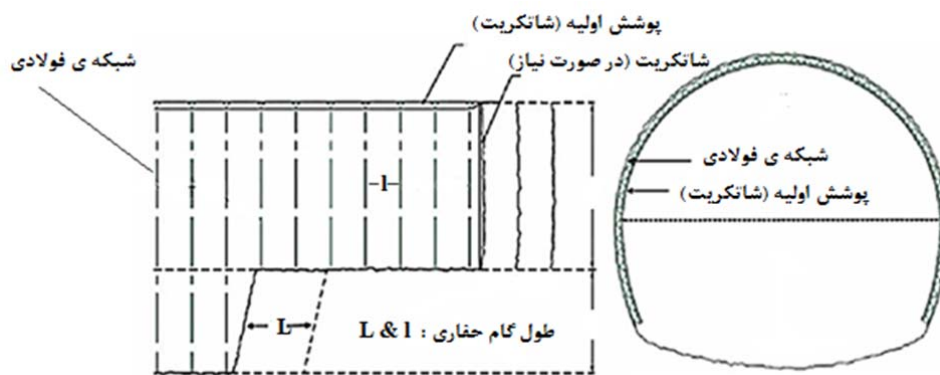 پوشش اولیه (شاتکریت)
شاتکریت (در صورت نیاز)
شبکه ی فولادی
شبکه ی فولادی
پوشش اولیه (شاتکریت)
l
L
طول گام حفاری : L & l